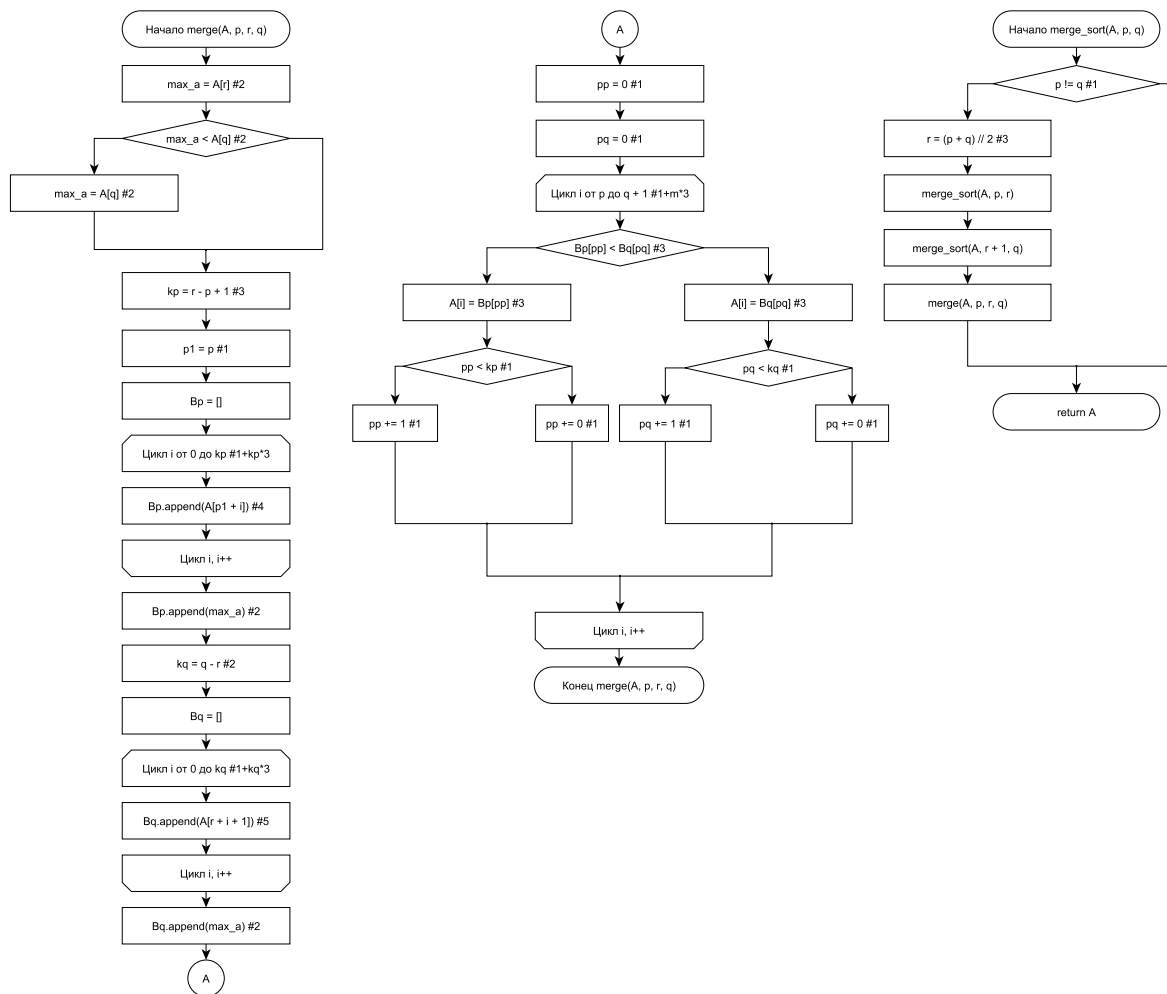 Начало merge(A, p, r, q)
max_a = A[r] #2
max_a < A[q] #2
max_a = A[q] #2
kp = r - p + 1 #3
p1 = p #1
Bp = []
Цикл i от 0 до kp #1+kp*3
Bp.append(A[p1 + i]) #4
Цикл i, i++
Bp.append(max_a) #2
kq = q - r #2
Bq = []
Цикл i от 0 до kq #1+kq*3
Bq.append(A[r + i + 1]) #5
Цикл i, i++
Bq.append(max_a) #2
A
A
pp = 0 #1
pq = 0 #1
Цикл i от p до q + 1 #1+m*3
Bp[pp] < Bq[pq] #3
A[i] = Bp[pp] #3
A[i] = Bq[pq] #3
pp < kp #1
pq < kq #1
pp += 1 #1
pp += 0 #1
pq += 1 #1
pq += 0 #1
Цикл i, i++
Конец merge(A, p, r, q)
Начало merge_sort(A, p, q)
p != q #1
r = (p + q) // 2 #3
merge_sort(A, p, r)
merge_sort(A, r + 1, q)
merge(A, p, r, q)
return A